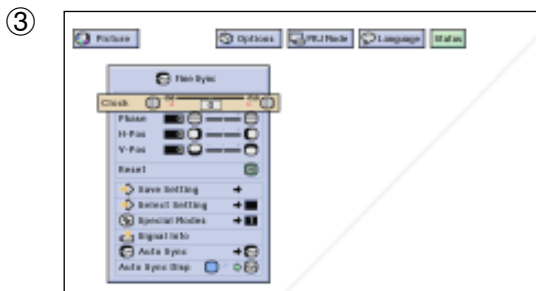 ③
Picture Options PRJ Mode Language Status
Fine Sync
Clock 0
Phase
H-Pos
V-Pos
Reset
Save Setting
Select Setting
Special Modes
Signal Info
Auto Sync
Auto Sync Disp